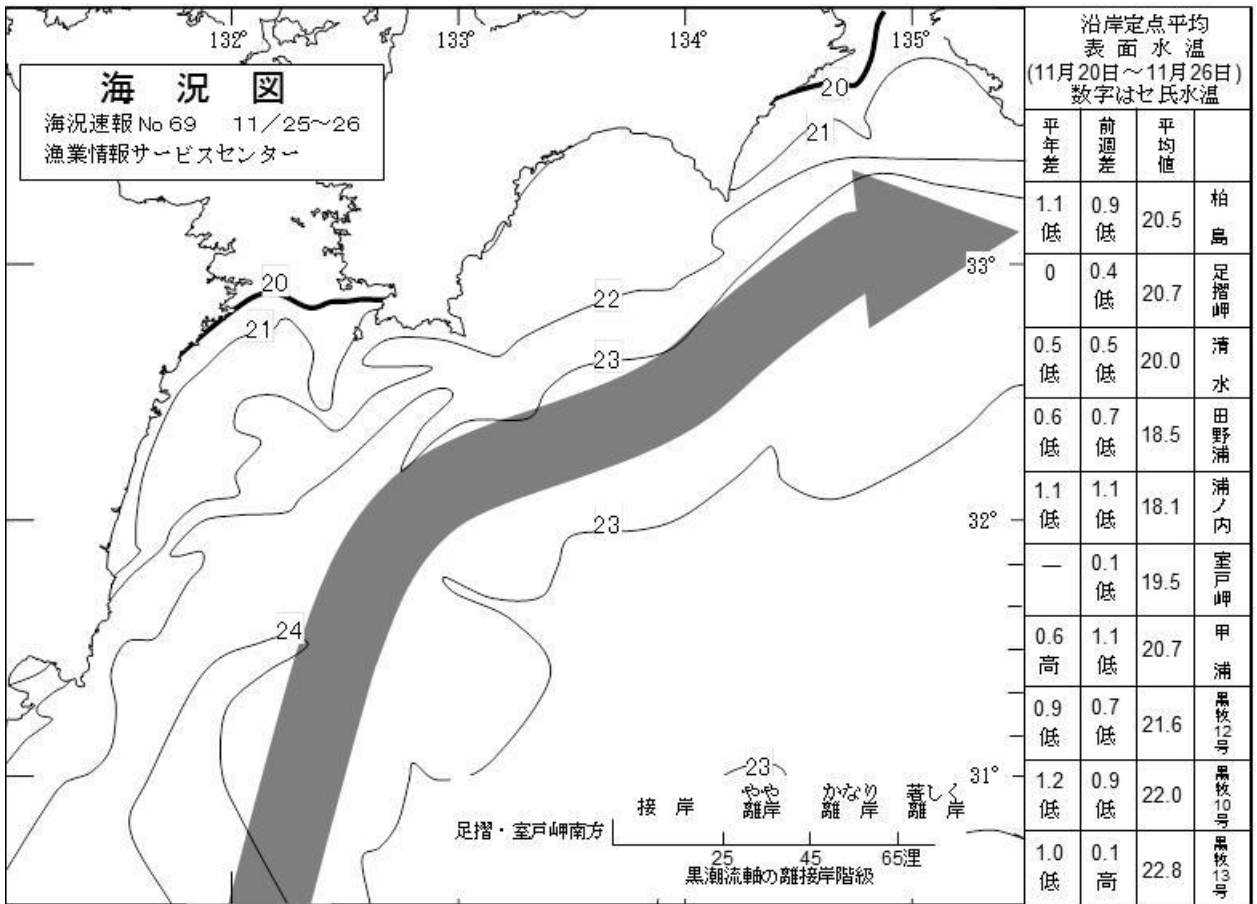 132°
133°
134°
135°
海況図
海況速報 No 69 11／25～26
漁業情報サービスセンター
20
21
20
21
22
33°
23
32°
23
24
23
31°
接岸
やや離岸
かなり離岸
著しく離岸
足摺・室戸岬南方
25
45
65浬
黒潮流軸の離接岸階級
沿岸定点平均
表面水温
(11月20日～11月26日)
数字はセ氏水温
平年差 前週差 平均値
1.1低 0.9低 20.5 柏島
0 0.4低 20.7 足摺岬
0.5低 0.5低 20.0 清水
0.6低 0.7低 18.5 田野浦
1.1低 1.1低 18.1 浦ノ内
― 0.1低 19.5 室戸岬
0.6高 1.1低 20.7 甲浦
0.9低 0.7低 21.6 黒牧12号
1.2低 0.9低 22.0 黒牧10号
1.0低 0.1高 22.8 黒牧13号